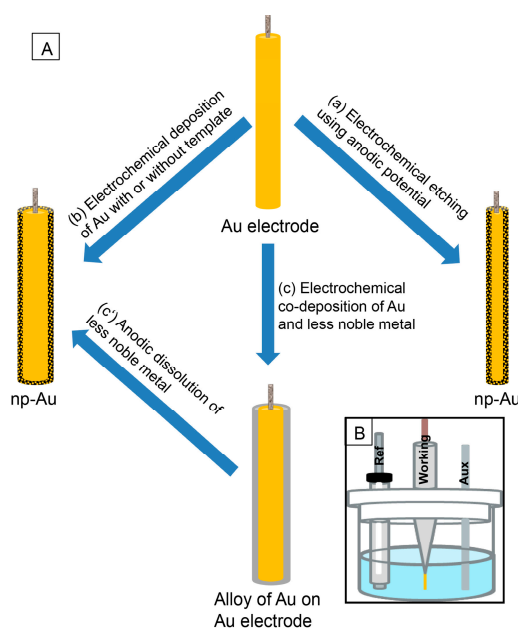 A
Au electrode
(b) Electrochemical deposition
of Au with or without template
(a) Electrochemical etching
using anodic potential
(c) Electrochemical
co-deposition of Au
and less noble metal
np-Au
(c') Anodic dissolution of
less noble metal
np-Au
Alloy of Au on
Au electrode
B
Ref
Working
Aux